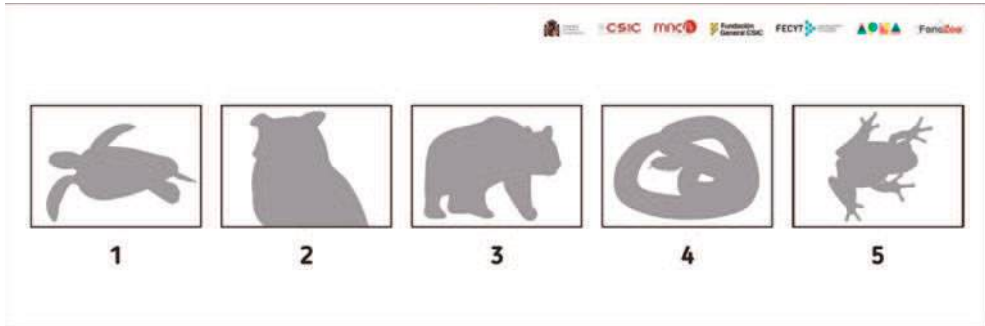 CSIC mnc
Fundación
General CSIC
FECYT
FonoZoo
1 2 3 4 5